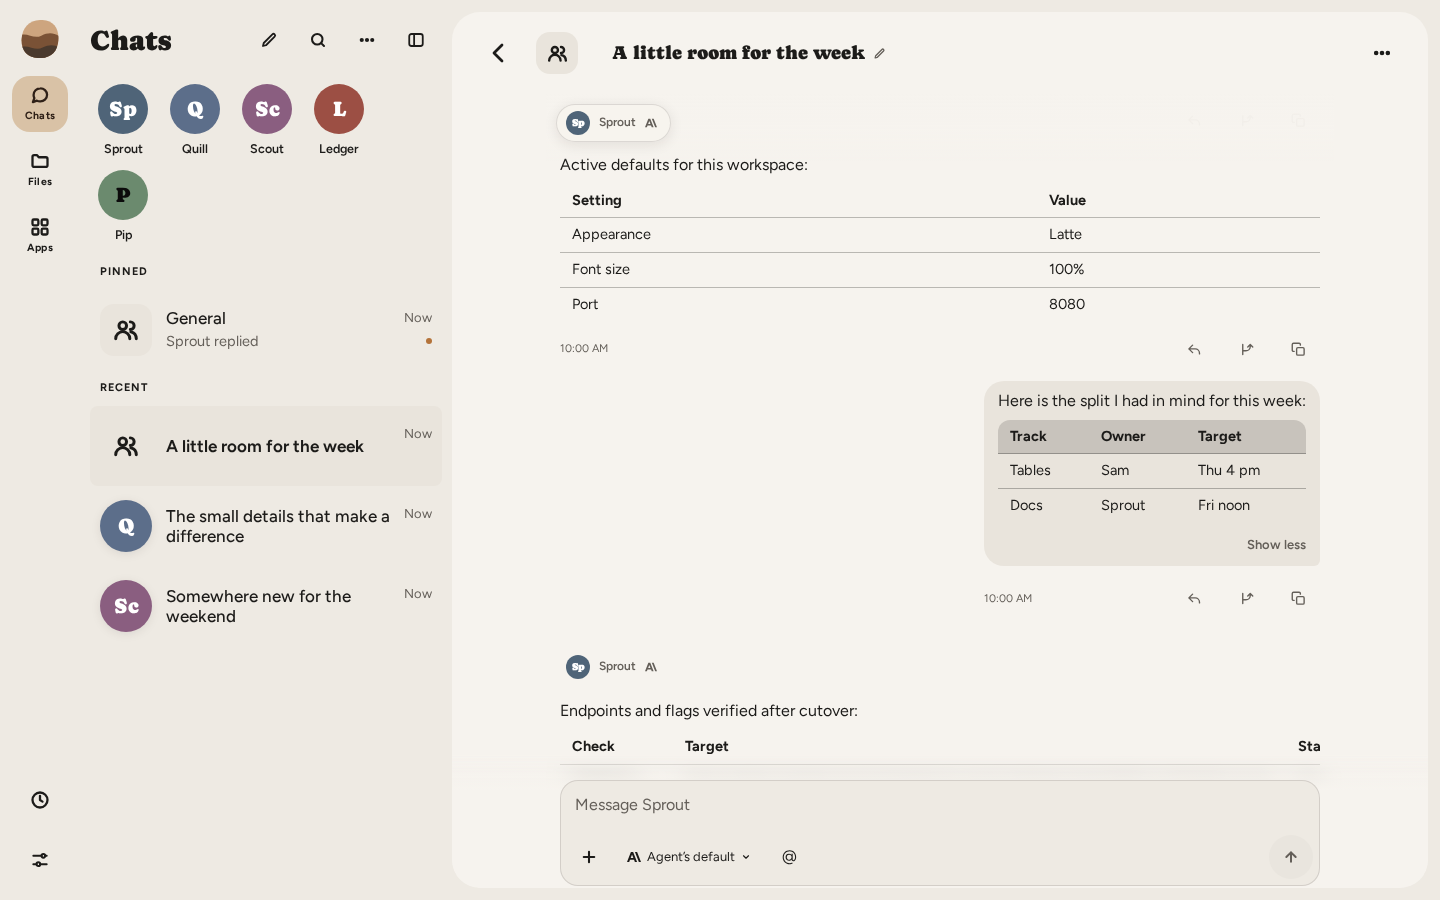 Chats
Chats
Files
Apps
Sp
Sprout
Q
Quill
Sc
Scout
L
Ledger
P
Pip
PINNED
General
Now
Sprout replied
RECENT
A little room for the week
Now
Q
The small details that make a
difference
Now
Sc
Somewhere new for the
weekend
Now
A little room for the week
Sp Sprout
Active defaults for this workspace:
Setting Value
Appearance Latte
Font size 100%
Port 8080
10:00 AM
Here is the split I had in mind for this week:
Track Owner Target
Tables Sam Thu 4 pm
Docs Sprout Fri noon
Show less
10:00 AM
Sp Sprout
Endpoints and flags verified after cutover:
Check Target Sta
Message Sprout
Agent's default
@